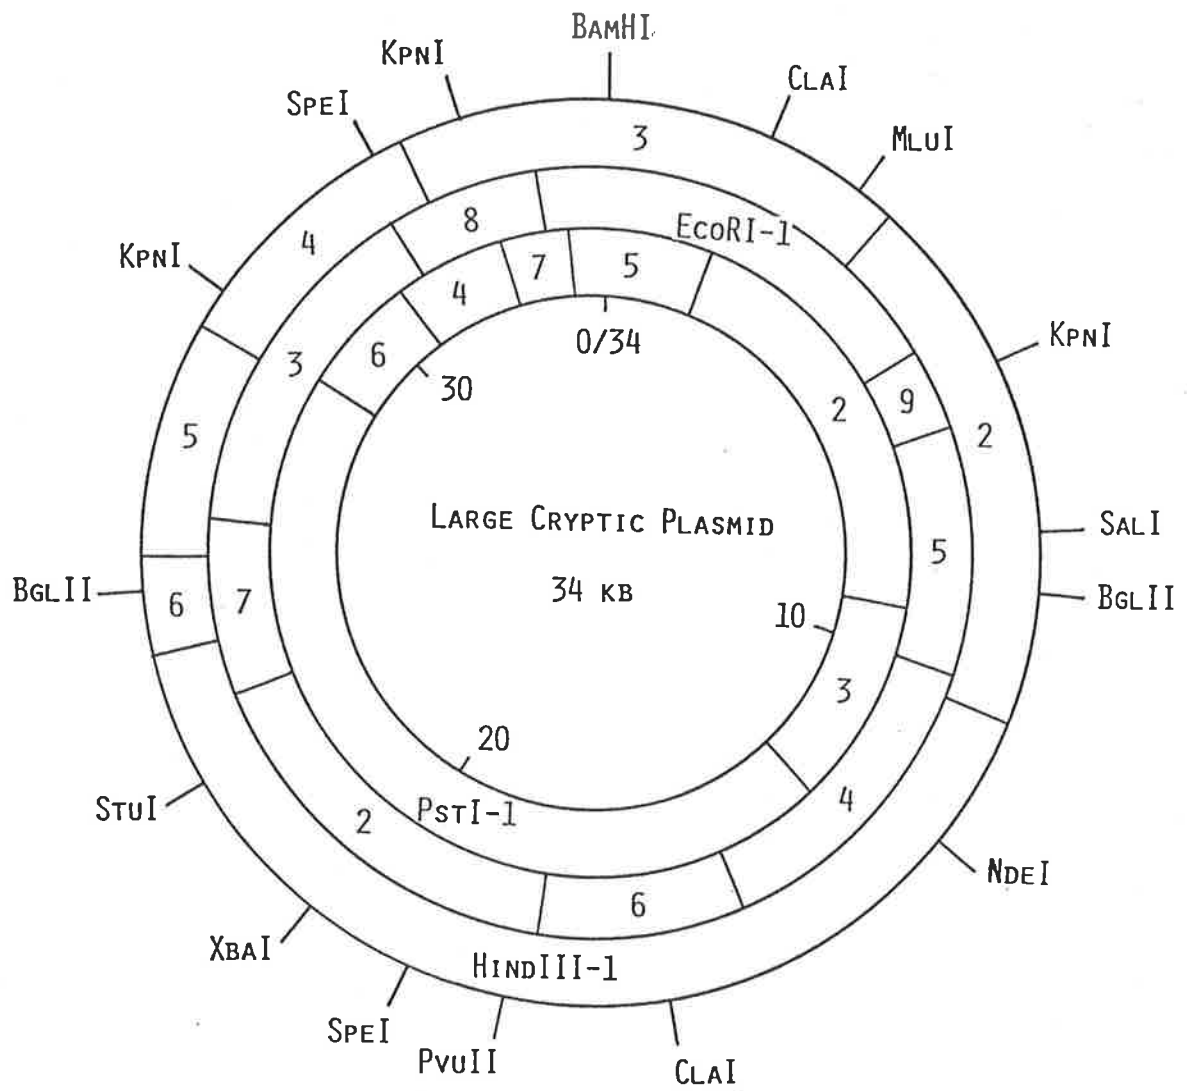 BAMHI
KPNI
CLAI
SPEI
MLUI
3
ECORI-1
8
4
KPNI
7
5
4
0/34
KPNI
6
3
30
9
2
2
5
LARGE CRYPTIC PLASMID
SALI
5
34 KB
BGLII
BGLII
6
7
10
3
20
STUI
4
PSTI-1
2
NDEI
6
XBAI
HINDIII-1
SPEI
PVUII
CLAI